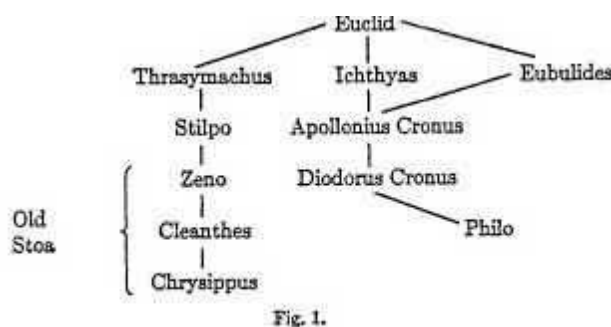 Euclid
Thrasymachus Ichthyas Eubulides
Stilpo Apollonius Cronus
Zeno Diodorus Cronus
Old
Stoa
Cleanthes Philo
Chrysippus
Fig. 1.